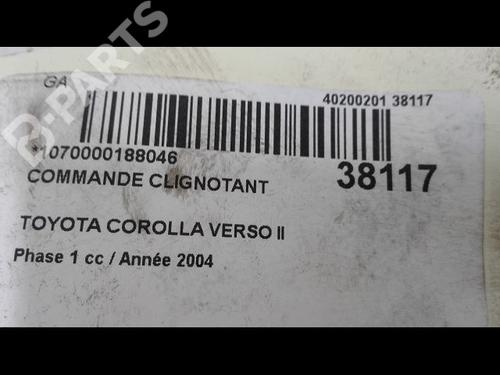 B-PARTS
GA
40200201 38117
*1070000188046
COMMANDE CLIGNOTANT
38117
TOYOTA COROLLA VERSO II
Phase 1 cc / Année 2004